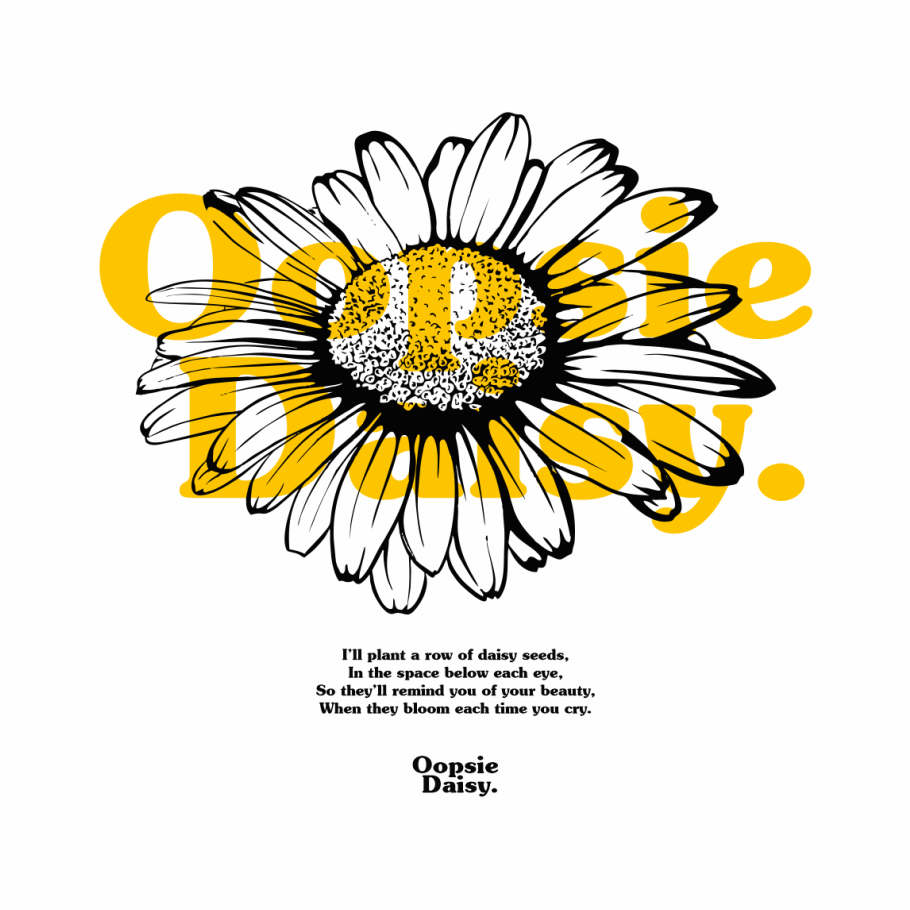 Oopsie
Daisy.
I'll plant a row of daisy seeds,
In the space below each eye,
So they'll remind you of your beauty,
When they bloom each time you cry.
Oopsie
Daisy.